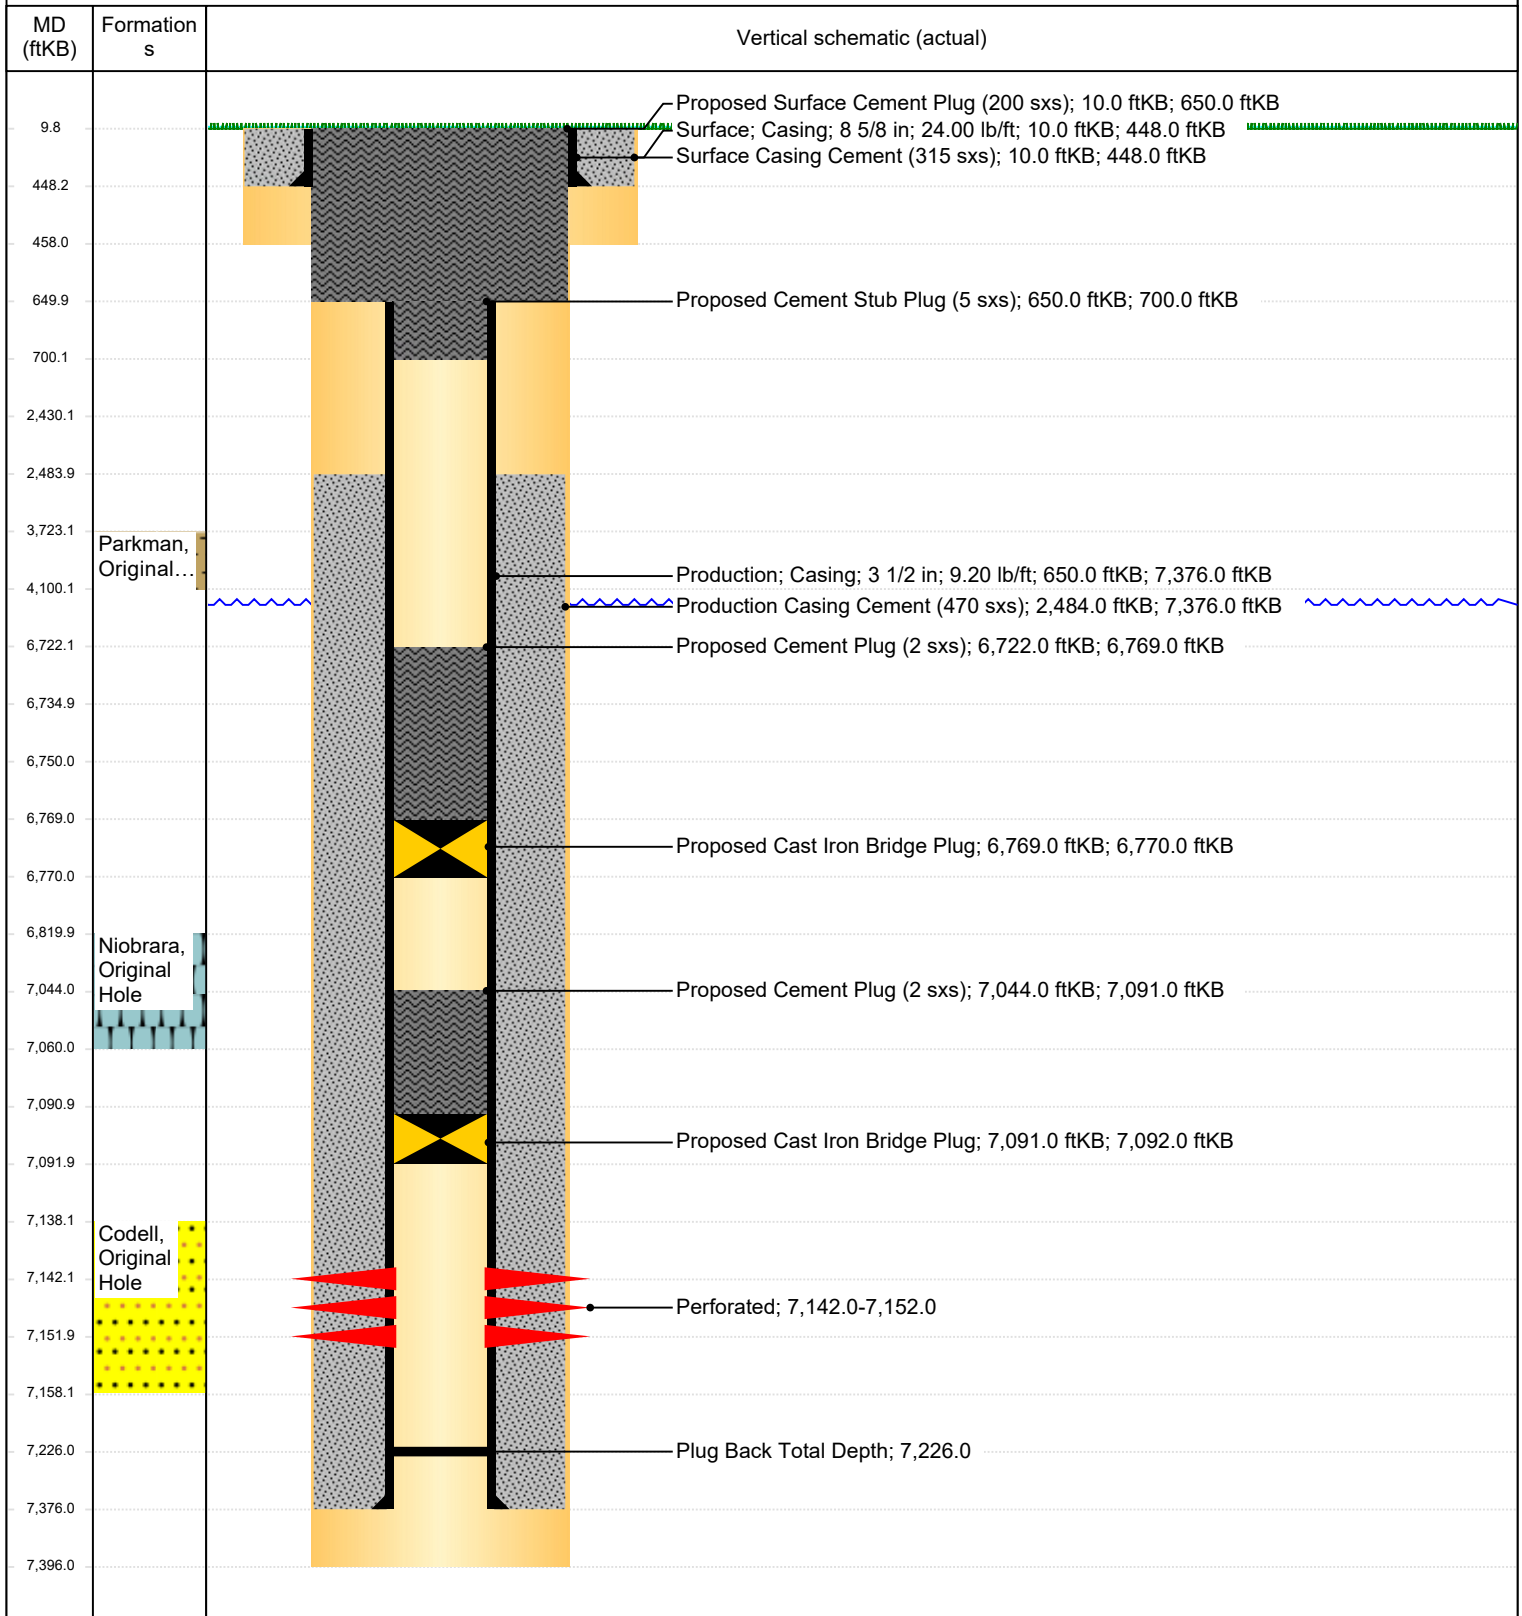 MD
(ftKB)
Formation
s
Vertical schematic (actual)
Proposed Surface Cement Plug (200 sxs); 10.0 ftKB; 650.0 ftKB
9.8
Surface; Casing; 8 5/8 in; 24.00 lb/ft; 10.0 ftKB; 448.0 ftKB
Surface Casing Cement (315 sxs); 10.0 ftKB; 448.0 ftKB
448.2
458.0
649.9
Proposed Cement Stub Plug (5 sxs); 650.0 ftKB; 700.0 ftKB
700.1
2,430.1
2,483.9
3,723.1
Parkman,
Original...
Production; Casing; 3 1/2 in; 9.20 lb/ft; 650.0 ftKB; 7,376.0 ftKB
4,100.1
Production Casing Cement (470 sxs); 2,484.0 ftKB; 7,376.0 ftKB
6,722.1
Proposed Cement Plug (2 sxs); 6,722.0 ftKB; 6,769.0 ftKB
6,734.9
6,750.0
6,769.0
Proposed Cast Iron Bridge Plug; 6,769.0 ftKB; 6,770.0 ftKB
6,770.0
6,819.9
Niobrara,
Original
Hole
7,044.0
Proposed Cement Plug (2 sxs); 7,044.0 ftKB; 7,091.0 ftKB
7,060.0
7,090.9
Proposed Cast Iron Bridge Plug; 7,091.0 ftKB; 7,092.0 ftKB
7,091.9
7,138.1
Codell,
Original
Hole
7,142.1
Perforated; 7,142.0-7,152.0
7,151.9
7,158.1
7,226.0
Plug Back Total Depth; 7,226.0
7,376.0
7,396.0